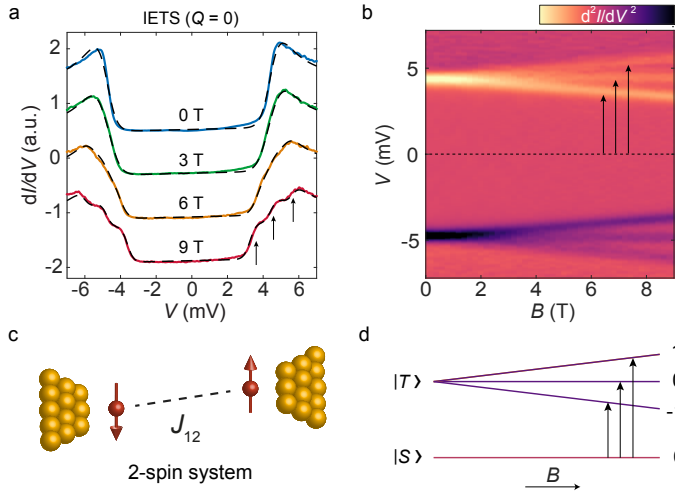 a
IETS (Q = 0)
dI/dV (a.u.)
2
1
0
-1
-2
0 T
3 T
6 T
9 T
-6
-4
-2
0
2
4
6
V (mV)
b
d²I/dV²
V (mV)
5
0
-5
0
2
4
6
8
B (T)
c
J₁₂
2-spin system
d
|T⟩
|S⟩
B